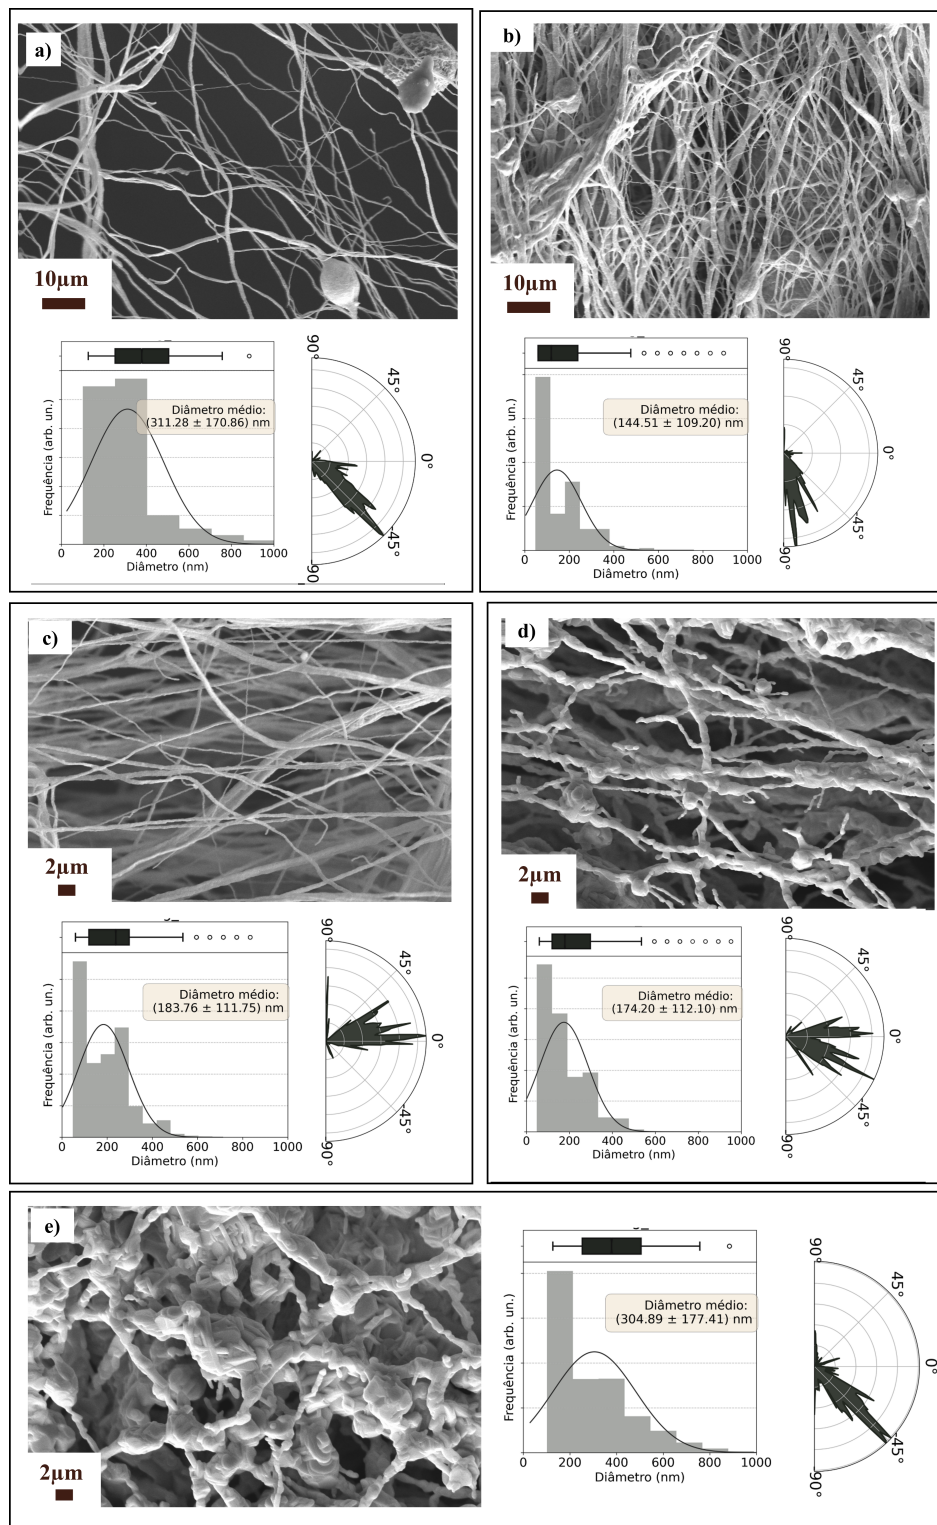 a)
10µm
Frequência (arb. un.)
Diâmetro médio:
(311.28 ± 170.86) nm
0 200 400 600 800 1000
Diâmetro (nm)
90°
45°
0°
-45°
b)
10µm
Frequência (arb. un.)
Diâmetro médio:
(144.51 ± 109.20) nm
0 200 400 600 800 1000
Diâmetro (nm)
90°
45°
0°
-45°
90°
c)
2µm
Frequência (arb. un.)
Diâmetro médio:
(183.76 ± 111.75) nm
0 200 400 600 800 1000
Diâmetro (nm)
90°
45°
0°
-45°
90°
d)
2µm
Frequência (arb. un.)
Diâmetro médio:
(174.20 ± 112.10) nm
0 200 400 600 800 1000
Diâmetro (nm)
90°
45°
0°
-45°
90°
e)
2µm
Frequência (arb. un.)
Diâmetro médio:
(304.89 ± 177.41) nm
0 200 400 600 800 1000
Diâmetro (nm)
90°
45°
0°
-45°
90°